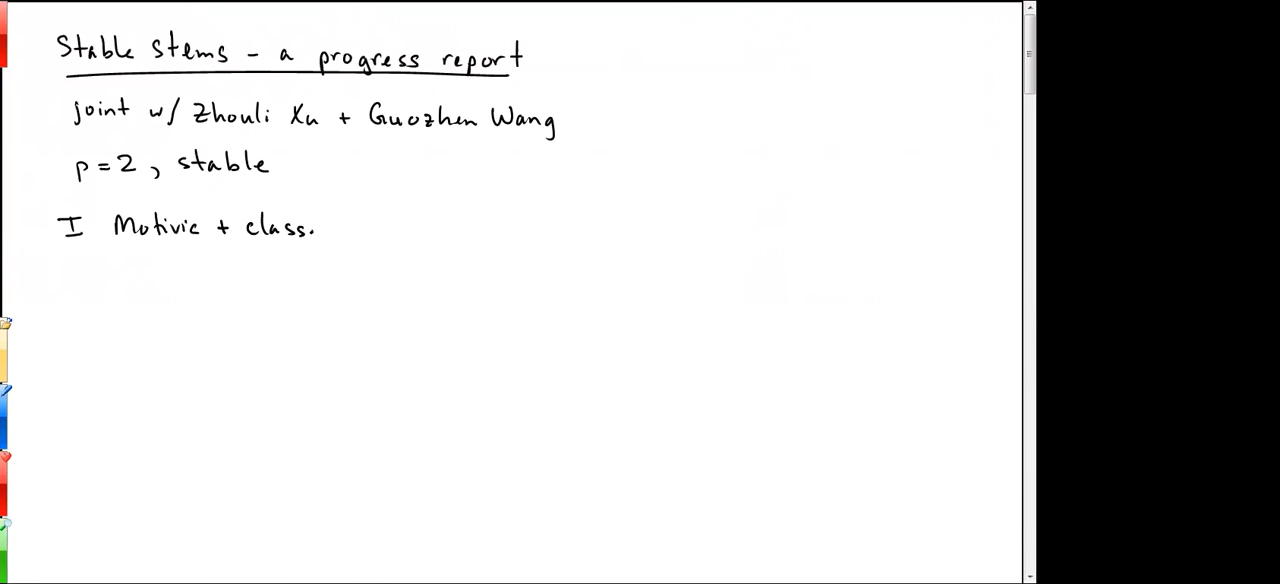 Stable stems - a progress report
joint w/ Zhouli Xu + Guozhen Wang
p=2, stable
I Motivic + class.